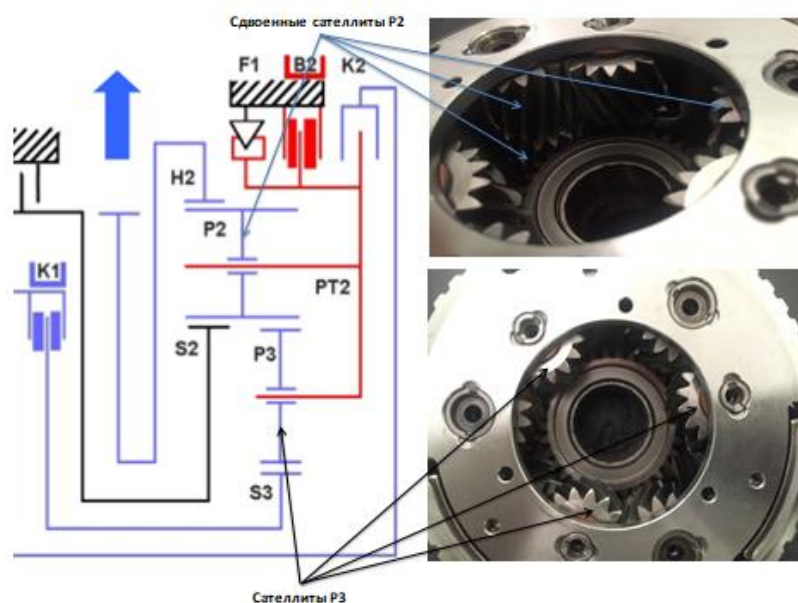 Сдвоенные сателлиты P2
F1
B2
K2
H2
P2
K1
PT2
S2
P3
S3
Сателлиты P3